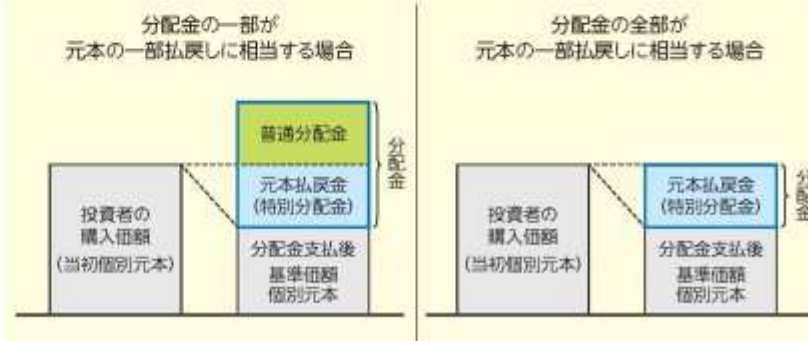 分配金の一部が
元本の一部払戻しに相当する場合
普通分配金
元本払戻金
(特別分配金)
分配金
投資者の
購入価額
(当初個別元本)
分配金支払後
基準価額
個別元本
分配金の全部が
元本の一部払戻しに相当する場合
元本払戻金
(特別分配金)
分配金
投資者の
購入価額
(当初個別元本)
分配金支払後
基準価額
個別元本